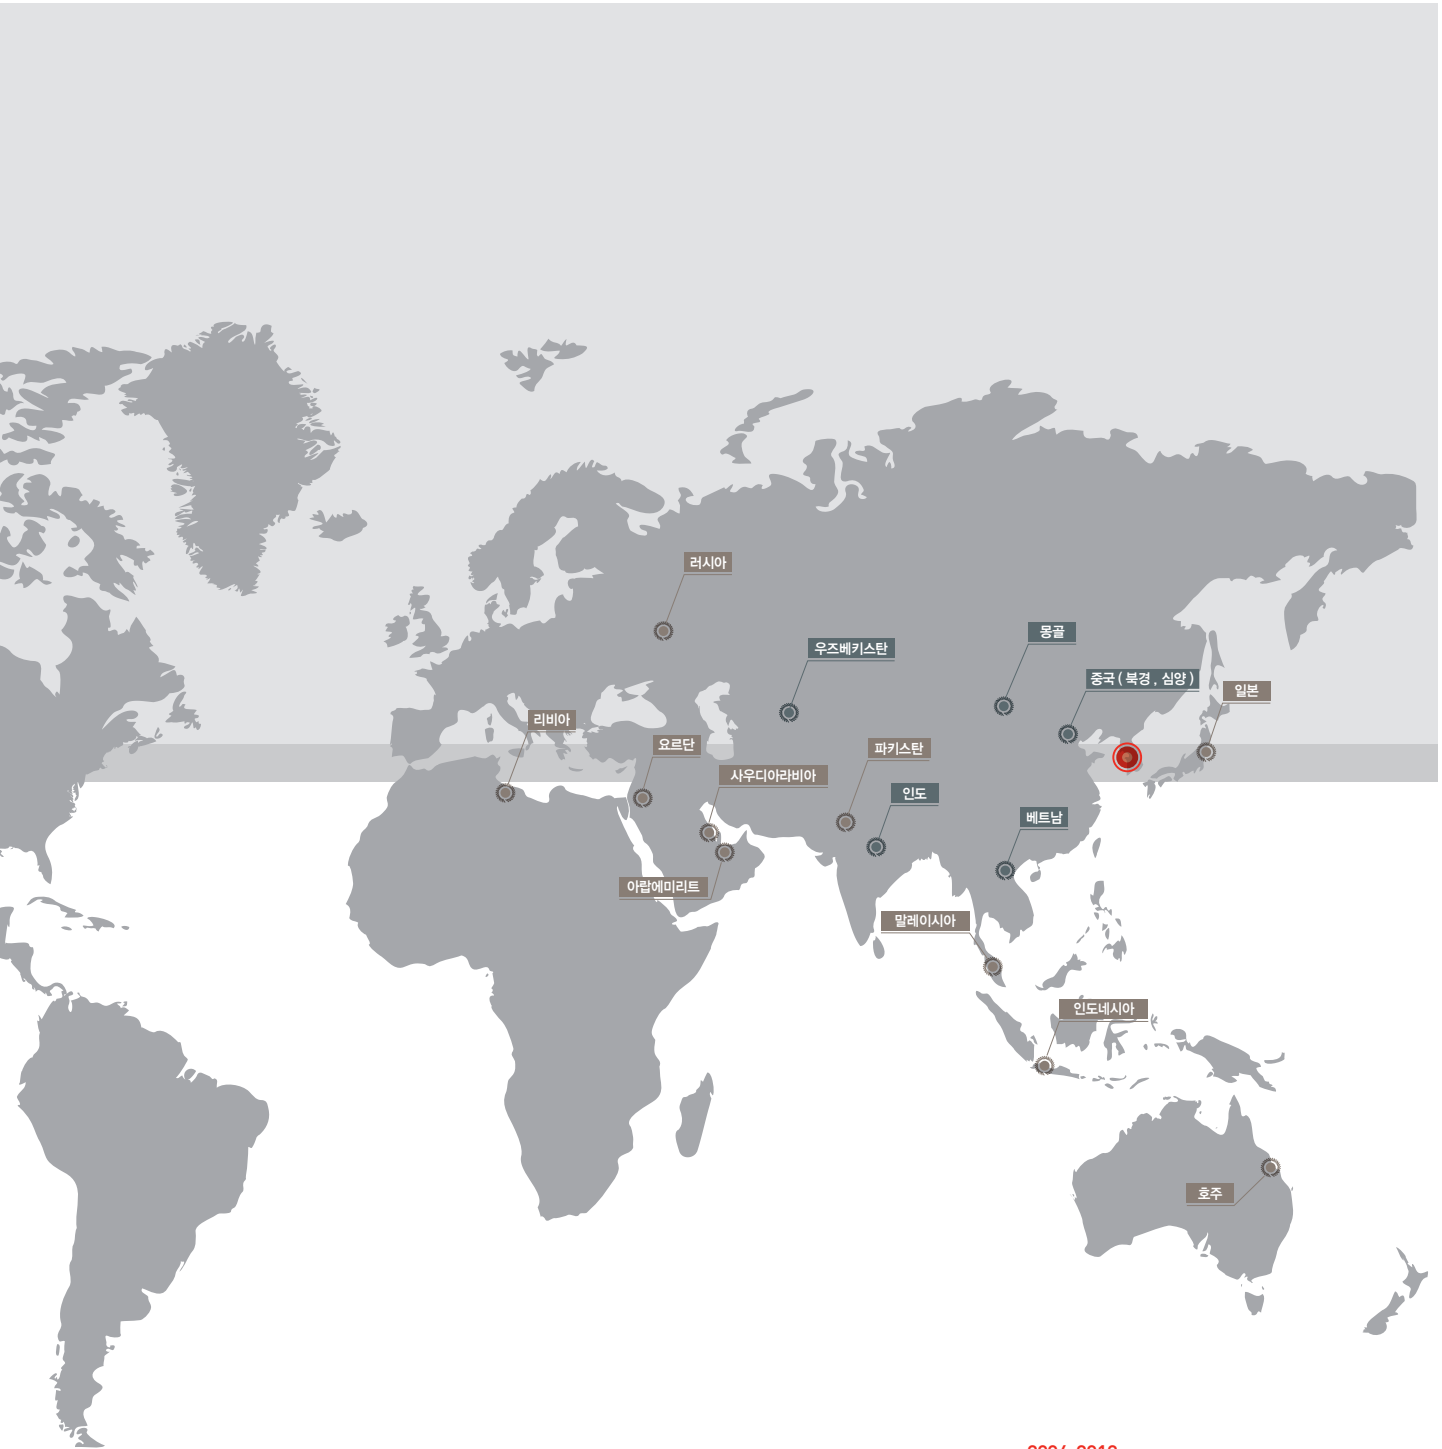 러시아
몽골
우즈베키스탄
중국 ( 북경 , 심양 )
일본
리비아
요르단
파키스탄
사우디아라비아
인도
베트남
아랍에미리트
말레이시아
인도네시아
호주